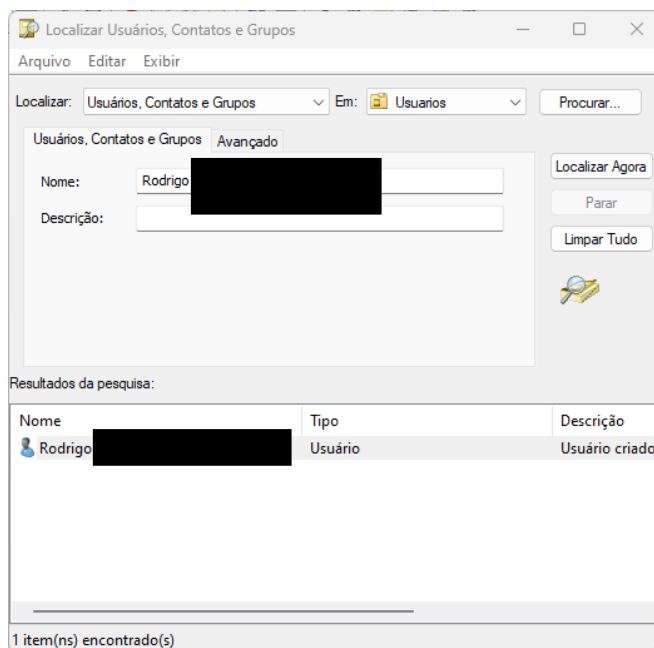 Localizar Usuários, Contatos e Grupos
Arquivo Editar Exibir
Localizar: Usuários, Contatos e Grupos Em: Usuarios Procurar...
Usuários, Contatos e Grupos Avançado
Localizar Agora
Nome: Rodrigo
Parar
Descrição:
Limpar Tudo
Resultados da pesquisa:
Nome Tipo Descrição
Rodrigo Usuário Usuário criado
1 item(ns) encontrado(s)